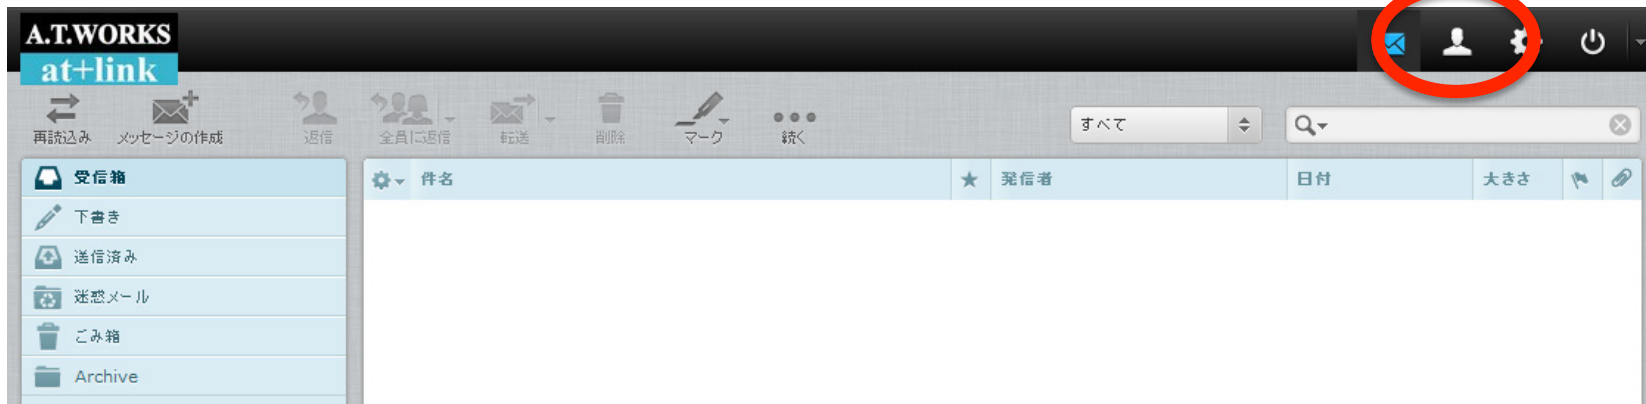 A.T.WORKS
at+link
再読込み メッセージの作成 返信 全員に返信 転送 削除 マーク 続く すべて
受信箱 件名 発信者 日付 大きさ
下書き
送信済み
迷惑メール
ごみ箱
Archive